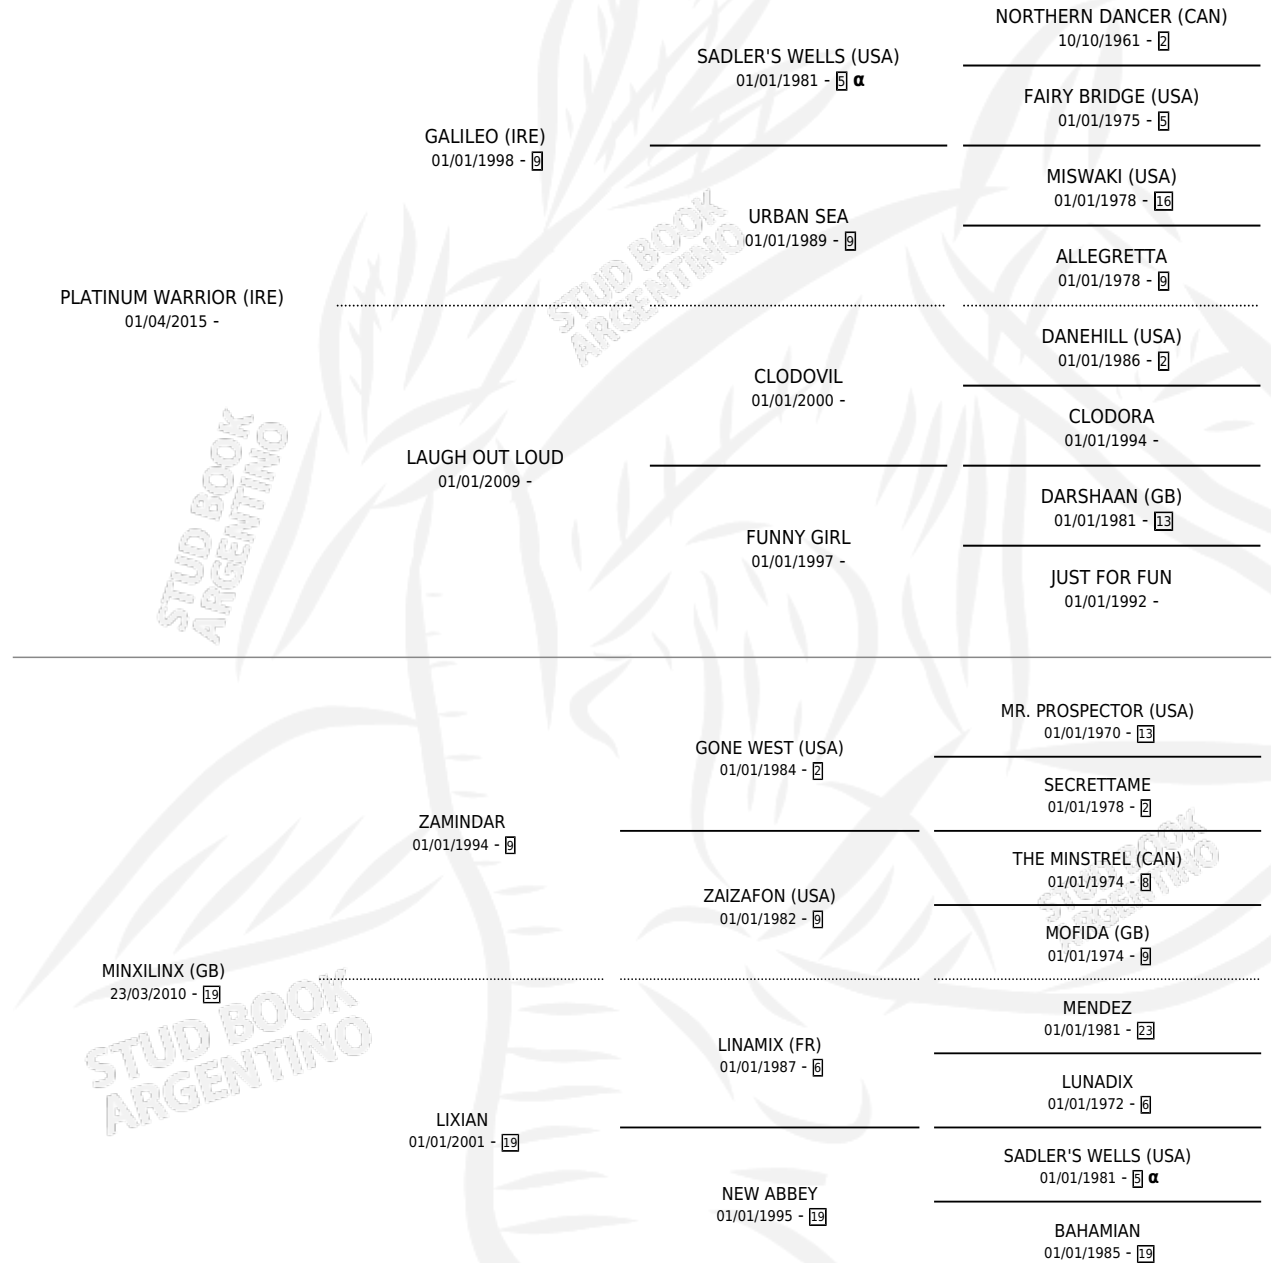 NORTHERN DANCER (CAN)
10/10/1961 - 2
SADLER'S WELLS (USA)
01/01/1981 - 5 α
FAIRY BRIDGE (USA)
01/01/1975 - 5
GALILEO (IRE)
01/01/1998 - 9
MISWAKI (USA)
01/01/1978 - 16
URBAN SEA
01/01/1989 - 9
ALLEGRETTA
01/01/1978 - 9
PLATINUM WARRIOR (IRE)
01/04/2015 -
DANEHILL (USA)
01/01/1986 - 2
CLODOVIL
01/01/2000 -
CLODORA
01/01/1994 -
LAUGH OUT LOUD
01/01/2009 -
DARSHAAN (GB)
01/01/1981 - 13
FUNNY GIRL
01/01/1997 -
JUST FOR FUN
01/01/1992 -
MR. PROSPECTOR (USA)
01/01/1970 - 13
GONE WEST (USA)
01/01/1984 - 2
SECRETTAME
01/01/1978 - 2
ZAMINDAR
01/01/1994 - 9
THE MINSTREL (CAN)
01/01/1974 - 8
ZAIZAFON (USA)
01/01/1982 - 9
MOFIDA (GB)
01/01/1974 - 9
MINXILINX (GB)
23/03/2010 - 19
MENDEZ
01/01/1981 - 23
LINAMIX (FR)
01/01/1987 - 6
LUNADIX
01/01/1972 - 6
LIXIAN
01/01/2001 - 19
SADLER'S WELLS (USA)
01/01/1981 - 5 α
NEW ABBEY
01/01/1995 - 19
BAHAMIAN
01/01/1985 - 19
STUD BOOK
ARGENTINO
STUD BOOK
ARGENTINO
STUD BOOK
ARGENTINO
STUD BOOK
ARGENTINO